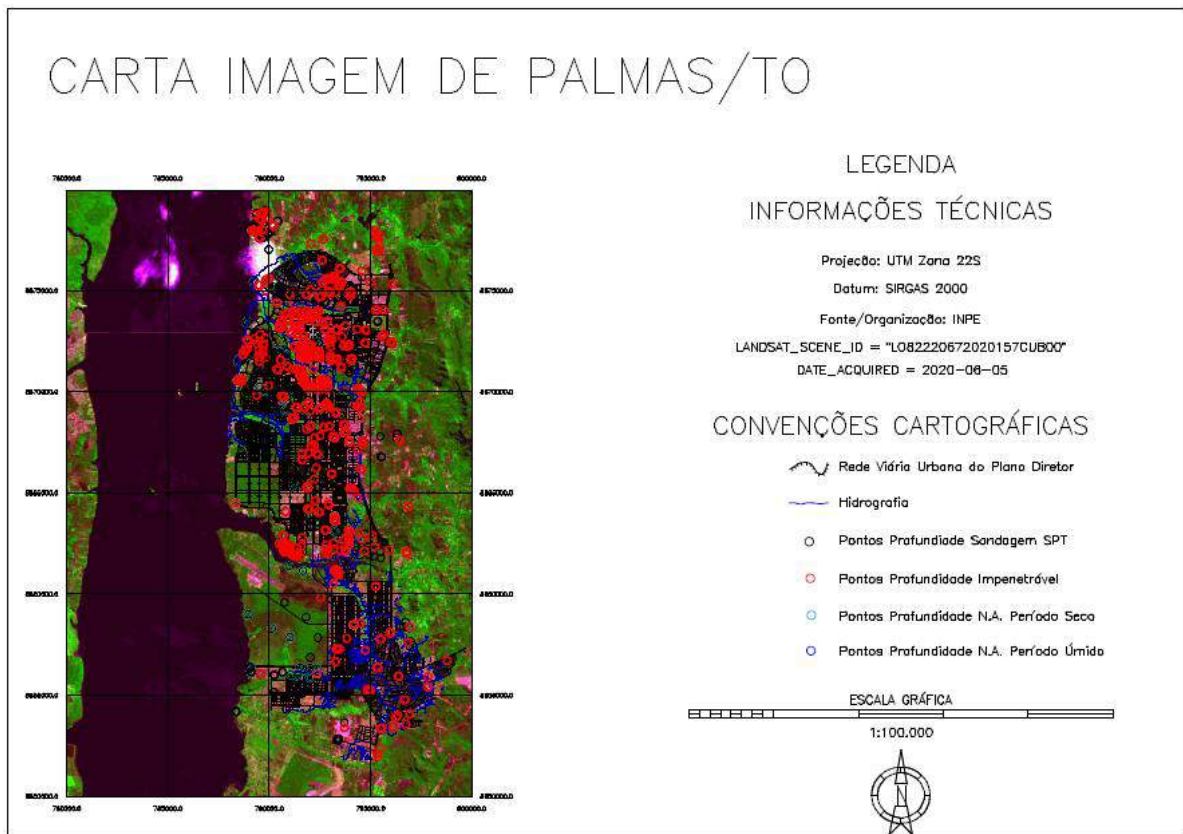 CARTA IMAGEM DE PALMAS/TO
LEGENDA
INFORMAÇÕES TÉCNICAS
Projeção: UTM Zona 22S
Datum: SIRGAS 2000
Fonte/Organização: INPE
LANDSAT_SCENE_ID = "LO82220672020157CUB00"
DATE_ACQUIRED = 2020-06-05
CONVENÇÕES CARTOGRÁFICAS
Rede Viária Urbana do Plano Diretor
Hidrografia
Pontos Profundiade Sondagem SPT
Pontos Profundidade Impenetrável
Pontos Profundidade N.A. Período Seco
Pontos Profundidade N.A. Período Úmido
ESCALA GRÁFICA
1:100.000
N